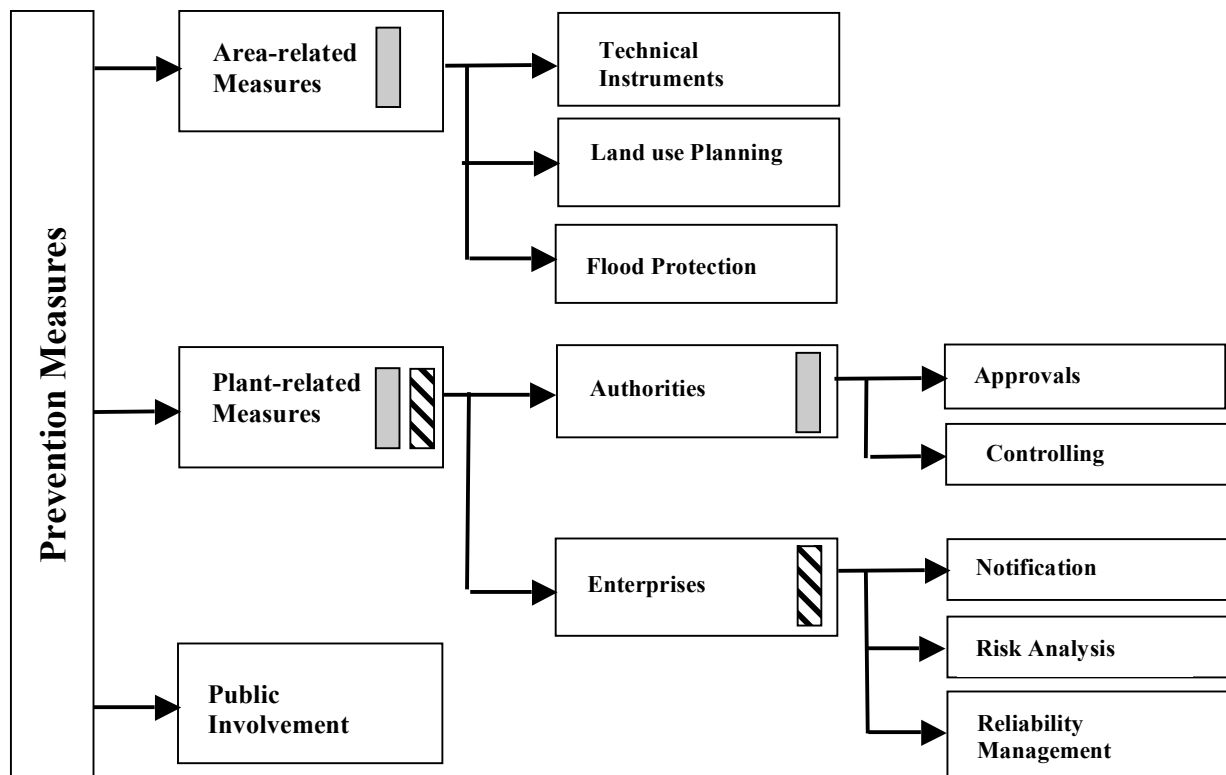 Prevention Measures
Area-related
Measures
Technical
Instruments
Land use Planning
Flood Protection
Plant-related
Measures
Authorities
Approvals
Controlling
Enterprises
Notification
Risk Analysis
Reliability
Management
Public
Involvement